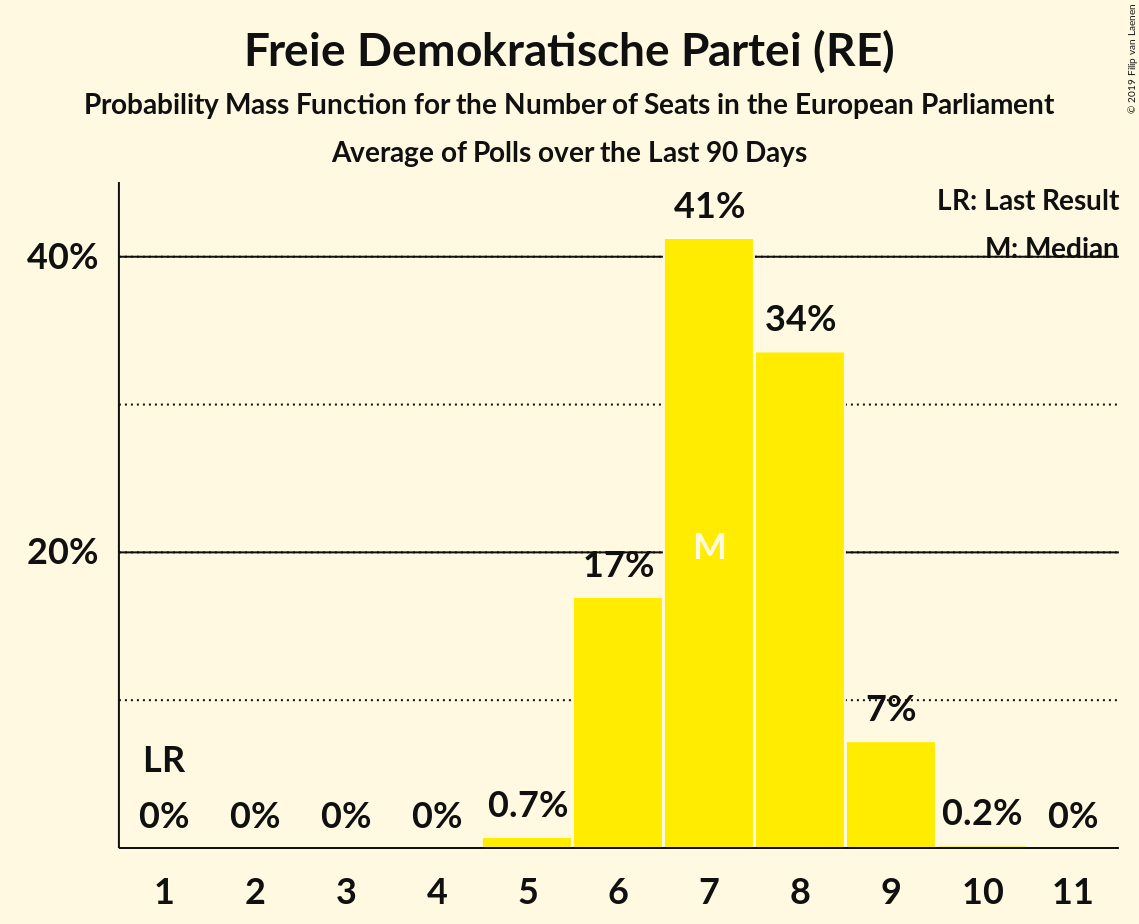 Freie Demokratische Partei (RE)
Probability Mass Function for the Number of Seats in the European Parliament
Average of Polls over the Last 90 Days
© 2019 Filip van Laenen
LR: Last Result
M: Median
41%
40%
34%
M
20%
17%
7%
LR
0% 0% 0% 0% 0.7% 0.2% 0%
1 2 3 4 5 6 7 8 9 10 11